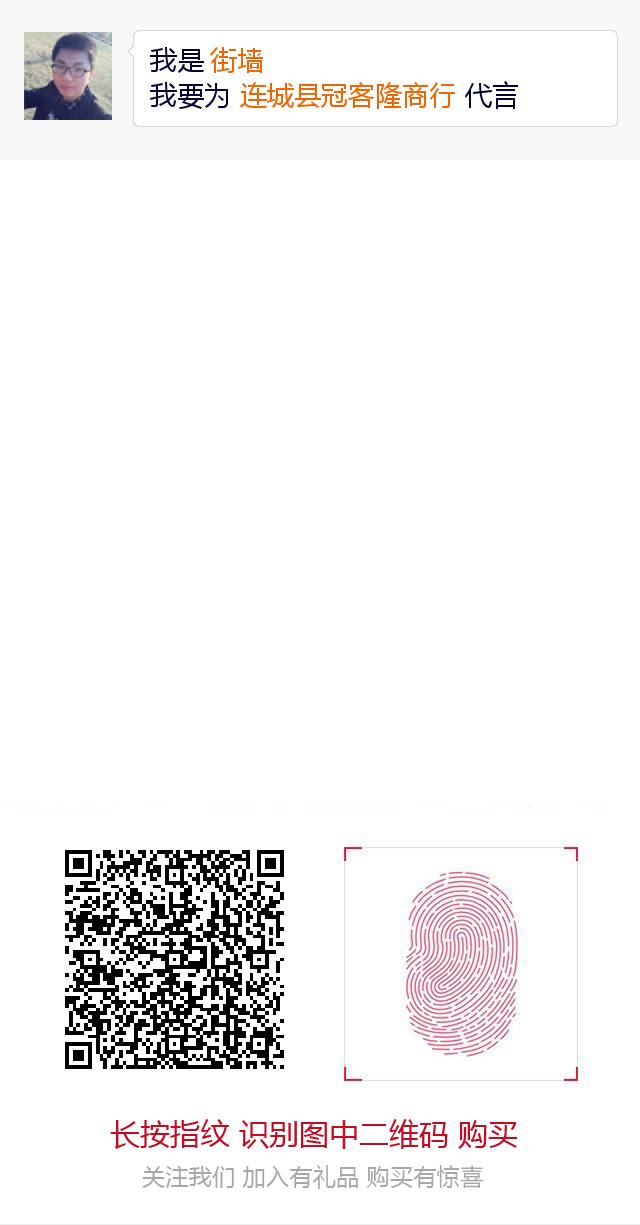 我是 街墙
我要为 连城县冠客隆商行 代言
长按指纹 识别图中二维码 购买
关注我们 加入有礼品 购买有惊喜